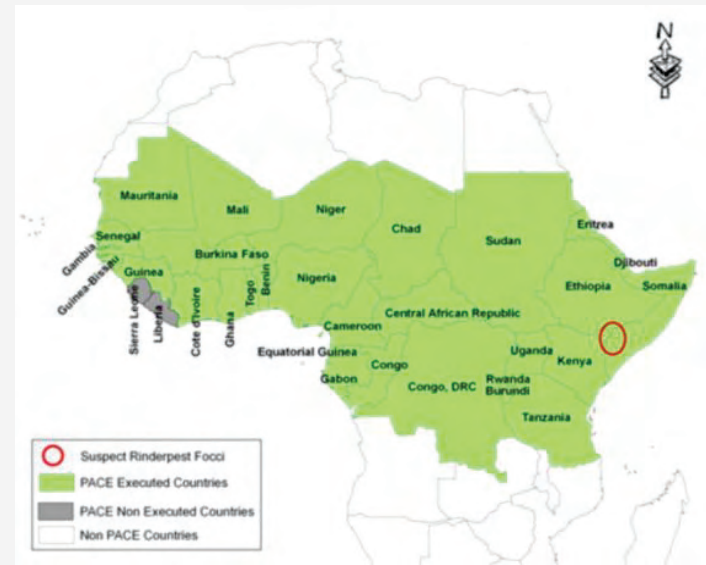 N
Mauritania
Mali
Niger
Chad
Sudan
Eritrea
Senegal
Gambia
Guinea-Bissau
Guinea
Burkina Faso
Djibouti
Nigeria
Benin
Togo
Ethiopia
Somalia
Sierra Leone
Liberia
Cote d'Ivoire
Ghana
Central African Republic
Cameroon
Equatorial Guinea
Congo
Gabon
Congo, DRC
Uganda
Kenya
Rwanda
Burundi
Tanzania
Suspect Rinderpest Focci
PACE Executed Countries
PACE Non Executed Countries
Non PACE Countries